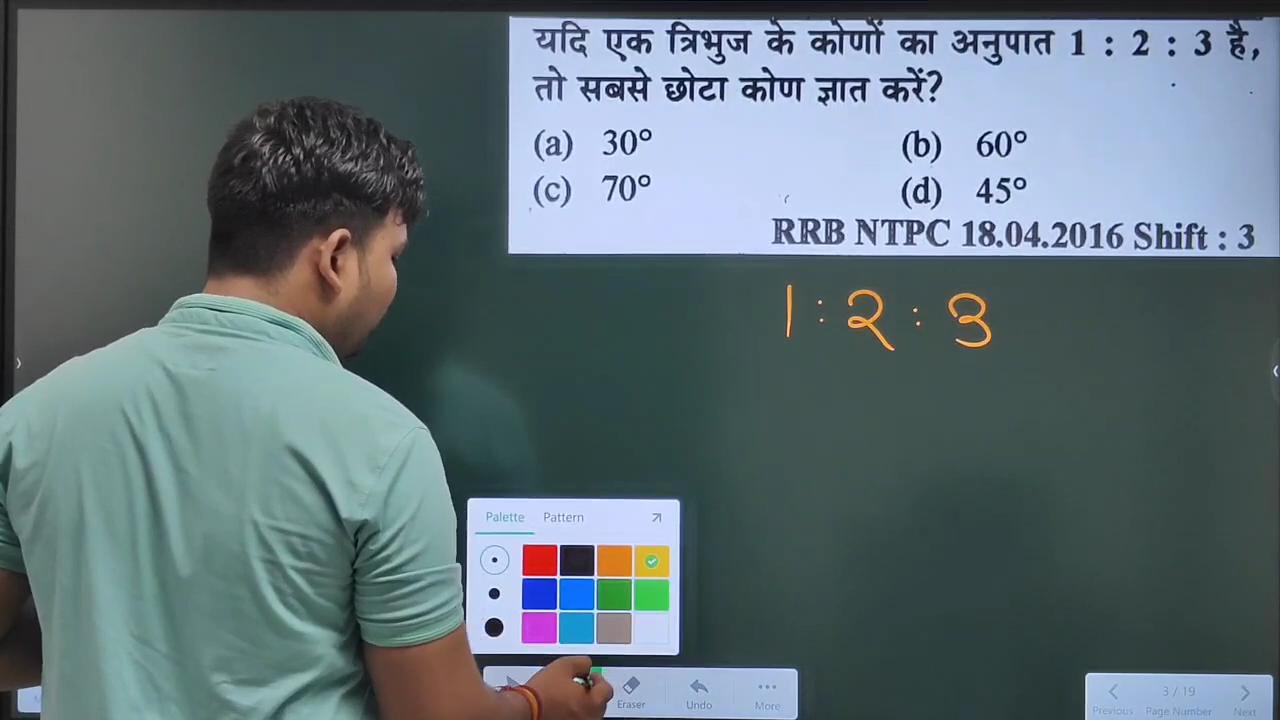 यदि एक त्रिभुज के कोणों का अनुपात 1 : 2 : 3 है,
तो सबसे छोटा कोण ज्ञात करें?
(a) 30° (b) 60°
(c) 70° (d) 45°
RRB NTPC 18.04.2016 Shift : 3
1 : 2 : 3
Palette Pattern
Eraser Undo More
3 / 19
Previous Page Number Next